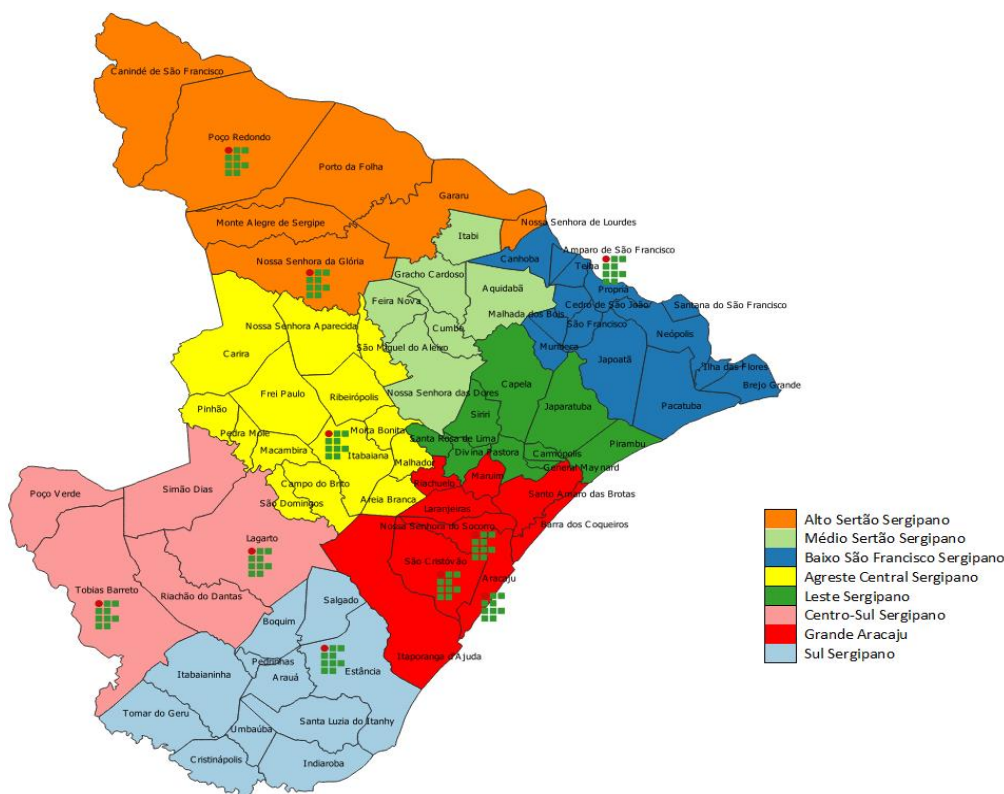 Canindé de São Francisco
Poço Redondo
Porto da Folha
Gararu
Monte Alegre de Sergipe
Nossa Senhora de Lourdes
Itabi
Nossa Senhora da Glória
Amparo de São Francisco
Canhoba
Telha
Gracho Cardoso
Aquidabã
Propriá
Feira Nova
Cedro de São João
Santana do São Francisco
Malhada dos Bois
Nossa Senhora Aparecida
Cumbe
São Francisco
Neópolis
São Miguel do Aleixo
Muribeca
Carira
Japoatã
Ilha das Flores
Brejo Grande
Frei Paulo
Nossa Senhora das Dores
Capela
Ribeirópolis
Pacatuba
Pinhão
Siriri
Japaratuba
Pedra Mole
Moita Bonita
Santa Rosa de Lima
Pirambu
Macambira
Itabaiana
Divina Pastora
Carmópolis
Malhador
General Maynard
Simão Dias
Maruim
Poço Verde
Campo do Brito
Riachuelo
Areia Branca
Santo Amaro das Brotas
São Domingos
Laranjeiras
Nossa Senhora do Socorro
Barra dos Coqueiros
Lagarto
São Cristóvão
Aracaju
Tobias Barreto
Riachão do Dantas
Salgado
Boquim
Itaporanga d'Ajuda
Pedrinhas
Itabaianinha
Arauá
Estância
Tomar do Geru
Santa Luzia do Itanhy
Umbaúba
Cristinápolis
Indiaroba
Alto Sertão Sergipano
Médio Sertão Sergipano
Baixo São Francisco Sergipano
Agreste Central Sergipano
Leste Sergipano
Centro-Sul Sergipano
Grande Aracaju
Sul Sergipano